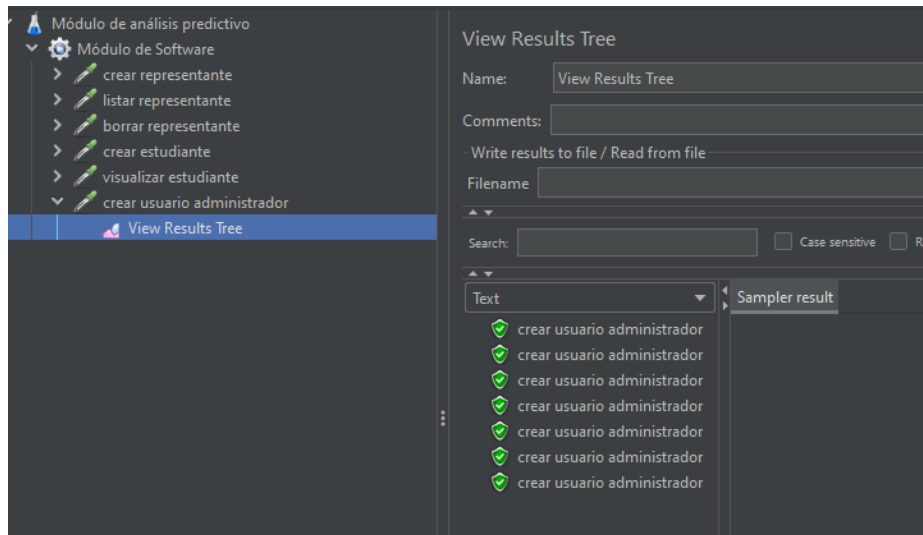 Módulo de análisis predictivo
Módulo de Software
crear representante
listar representante
borrar representante
crear estudiante
visualizar estudiante
crear usuario administrador
View Results Tree
View Results Tree
Name: View Results Tree
Comments:
Write results to file / Read from file
Filename
Search: Case sensitive R
Text Sampler result
crear usuario administrador
crear usuario administrador
crear usuario administrador
crear usuario administrador
crear usuario administrador
crear usuario administrador
crear usuario administrador